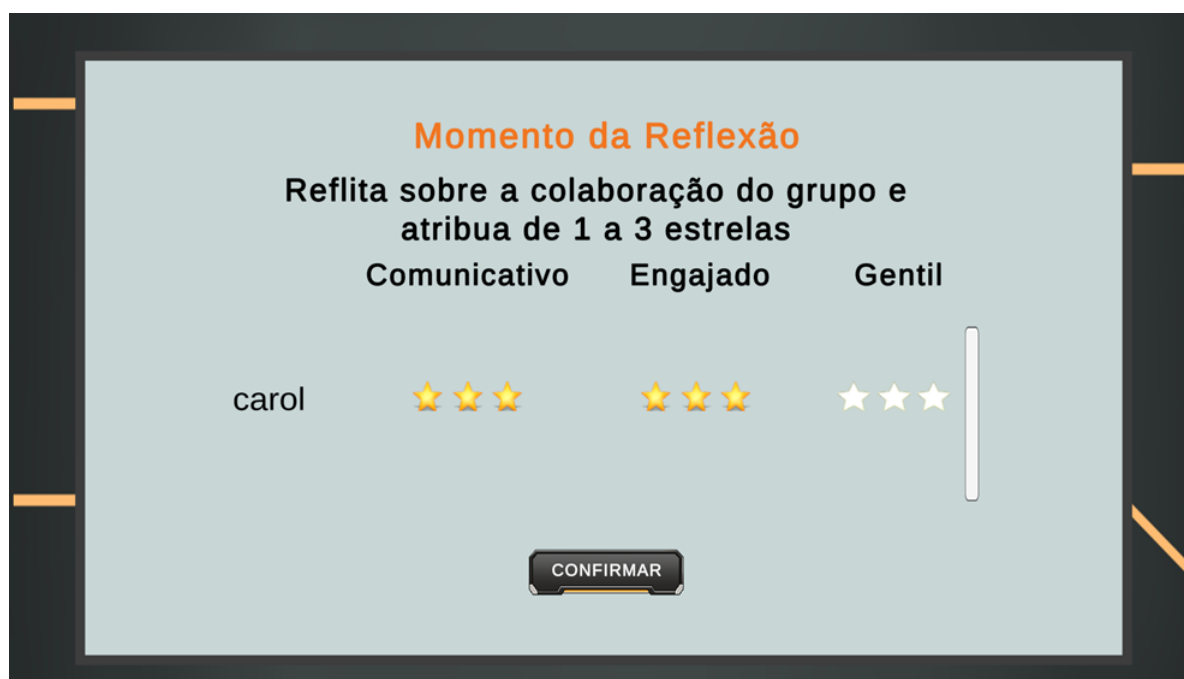 Momento da Reflexão
Reflita sobre a colaboração do grupo e
atribua de 1 a 3 estrelas
Comunicativo Engajado Gentil
carol
CONFIRMAR